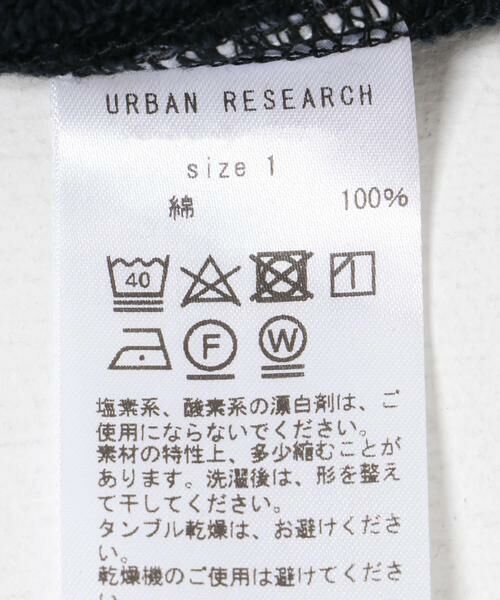 URBAN RESEARCH
size 1
綿 100%
40
F W
塩素系、酸素系の漂白剤は、ご
使用にならないでください。
素材の特性上、多少縮むことが
あります。洗濯後は、形を整え
て干してください。
タンブル乾燥は、お避けくださ
い。
乾燥機のご使用は避けてくださ
い